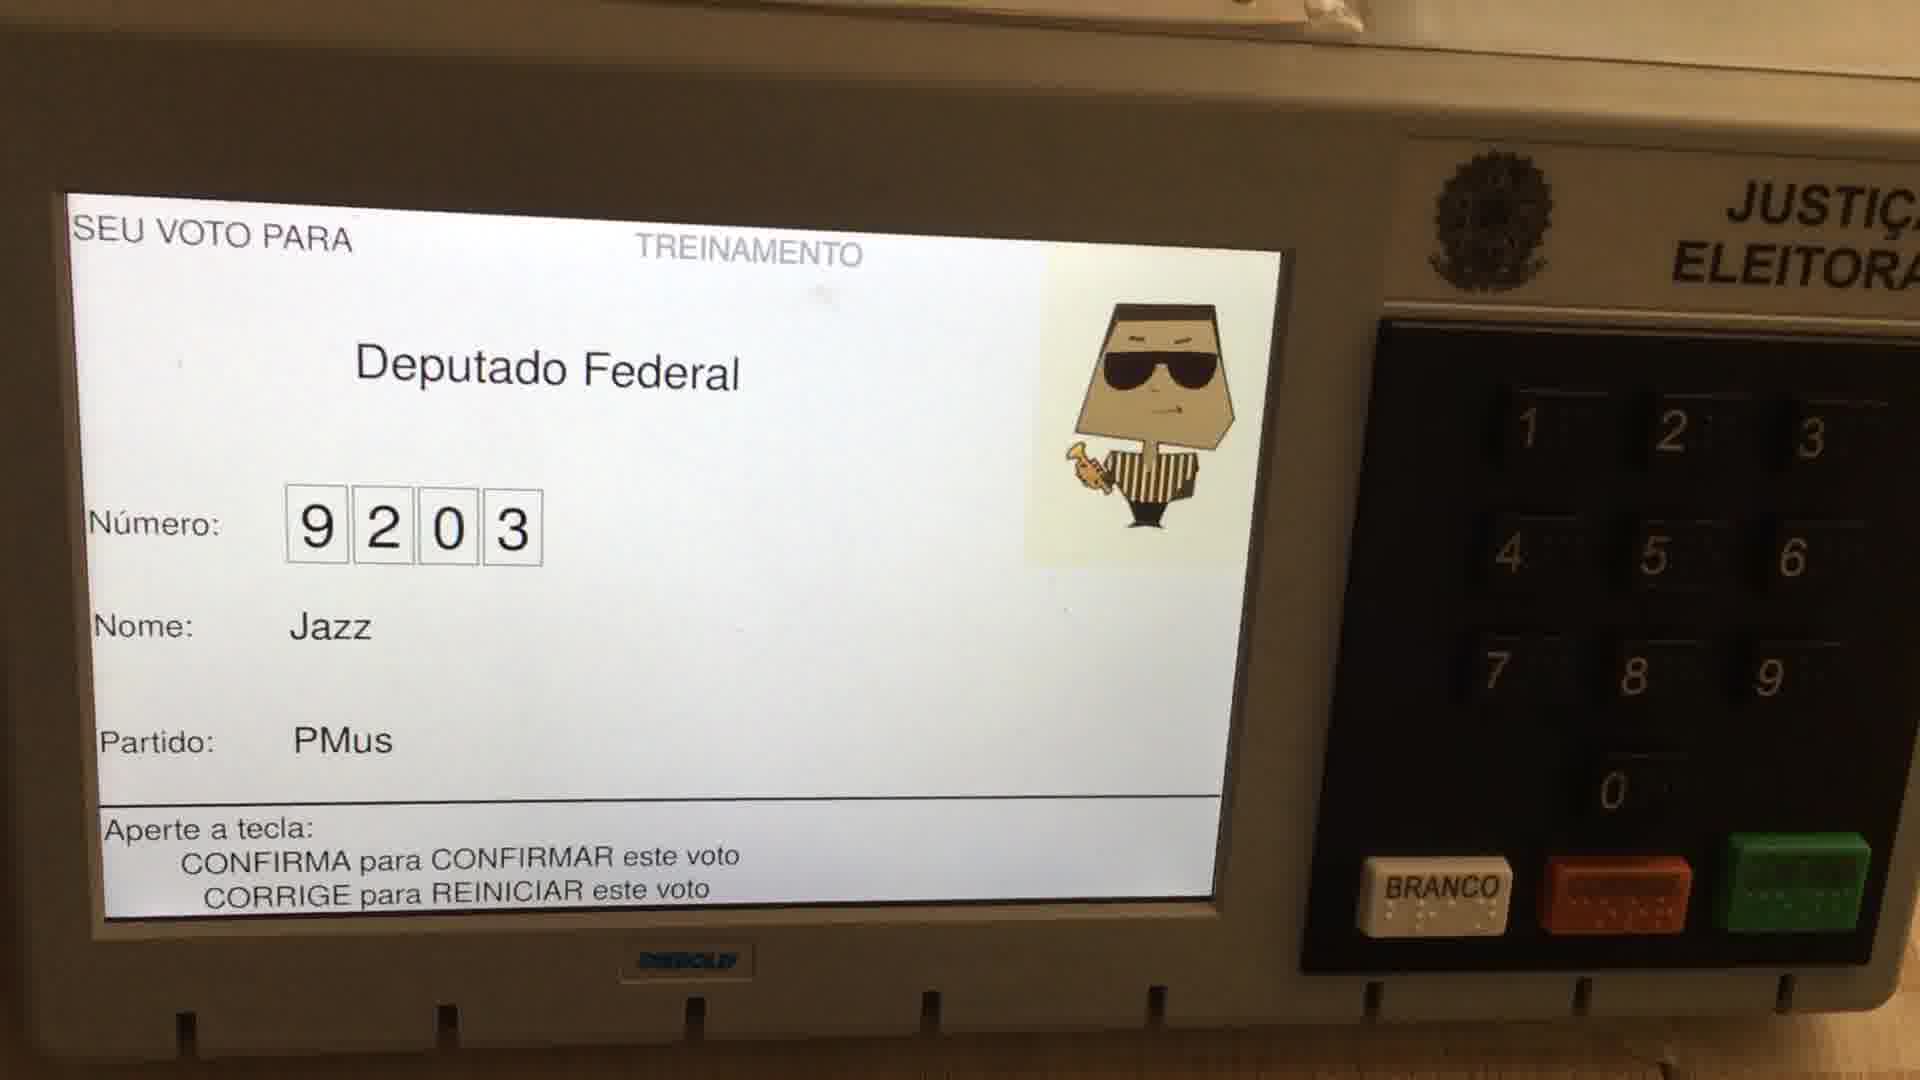 SEU VOTO PARA
TREINAMENTO
Deputado Federal
Número: 9 2 0 3
Nome: Jazz
Partido: PMus
Aperte a tecla:
CONFIRMA para CONFIRMAR este voto
CORRIGE para REINICIAR este voto
DIEBOLD
JUSTIÇA
ELEITORA
1 2 3
4 5 6
7 8 9
0
BRANCO